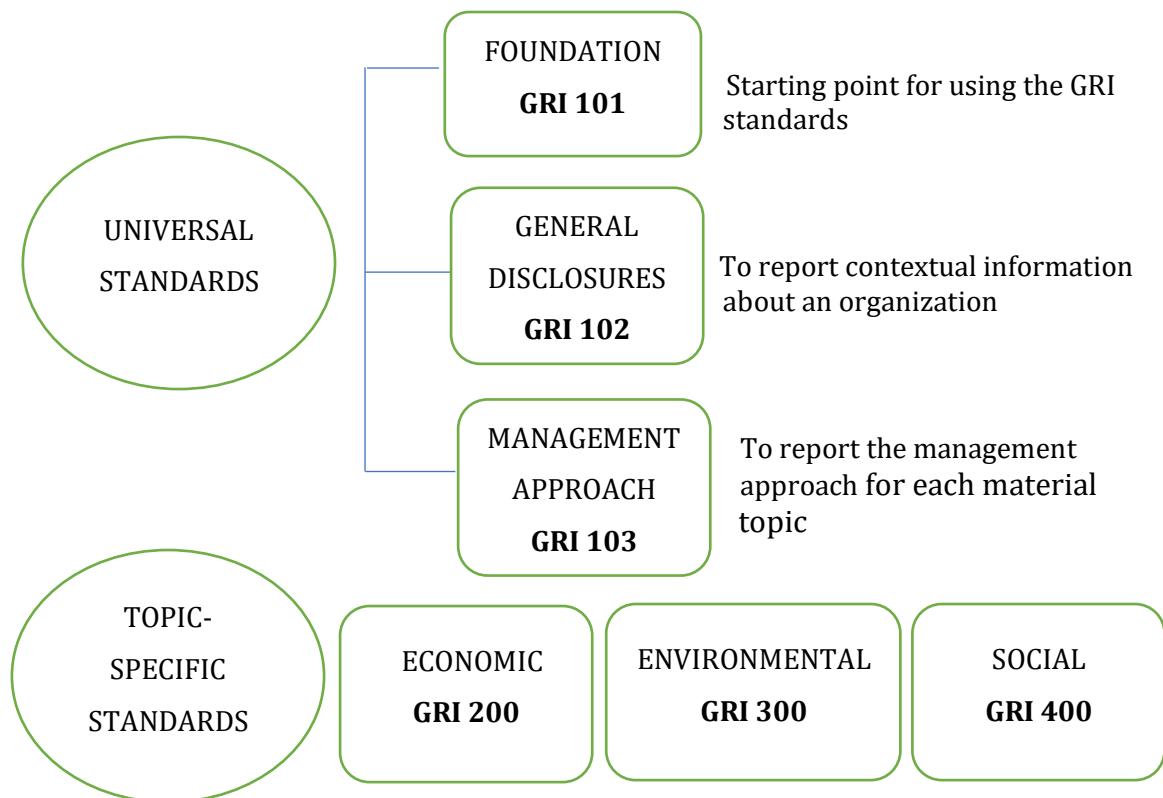 FOUNDATION
GRI 101
Starting point for using the GRI
standards
UNIVERSAL
STANDARDS
GENERAL
DISCLOSURES
GRI 102
To report contextual information
about an organization
MANAGEMENT
APPROACH
GRI 103
To report the management
approach for each material
topic
TOPIC-
SPECIFIC
STANDARDS
ECONOMIC
GRI 200
ENVIRONMENTAL
GRI 300
SOCIAL
GRI 400